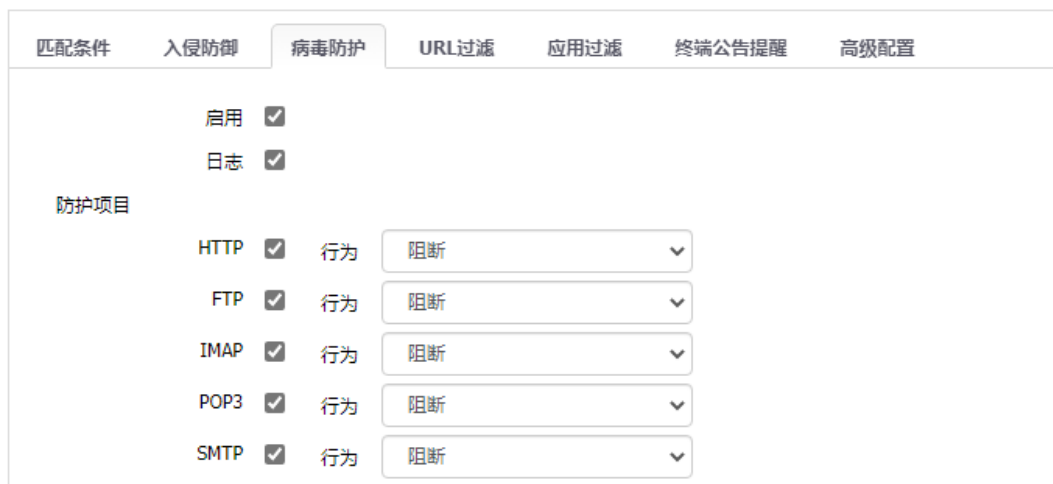 匹配条件 入侵防御 病毒防护 URL过滤 应用过滤 终端公告提醒 高级配置
启用
日志
防护项目
HTTP 行为 阻断
FTP 行为 阻断
IMAP 行为 阻断
POP3 行为 阻断
SMTP 行为 阻断